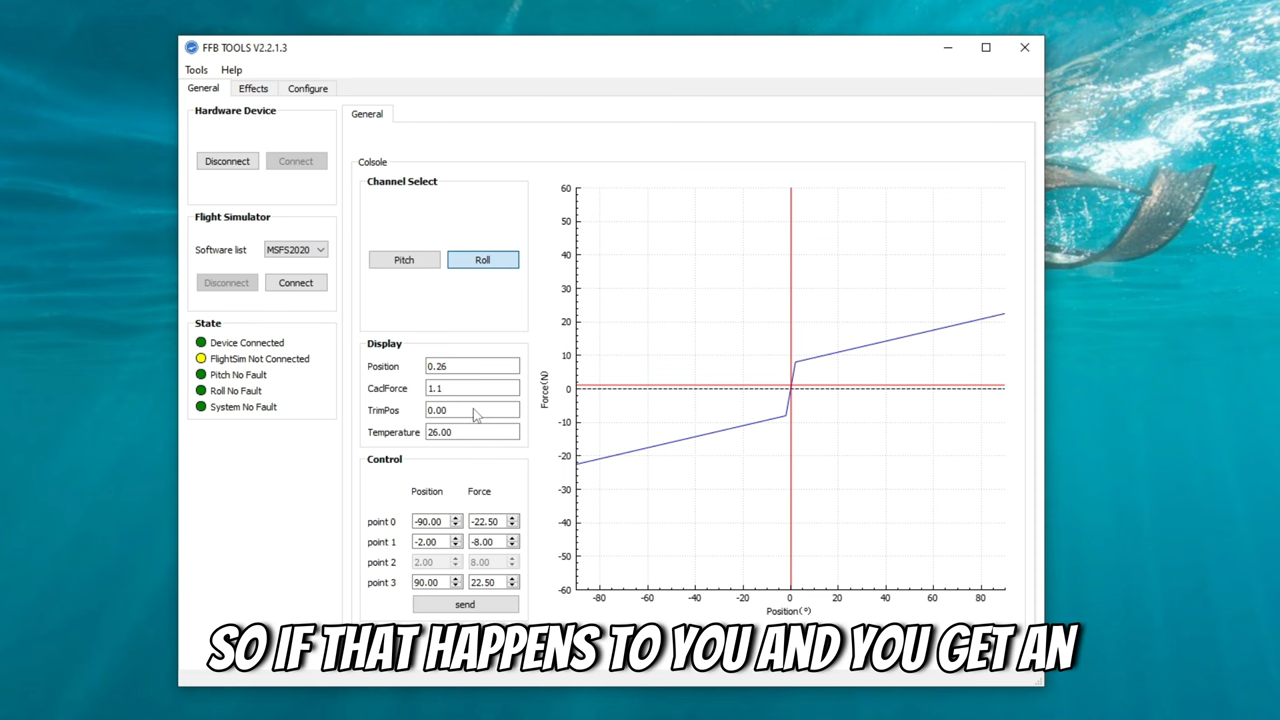 FFB TOOLS V2.2.1.3
Tools Help
General Effects Configure
Hardware Device
Disconnect Connect
Flight Simulator
Software list MSFS2020
Disconnect Connect
State
Device Connected
FlightSim Not Connected
Pitch No Fault
Roll No Fault
System No Fault
General
Colsole
Channel Select
Pitch Roll
Display
Position 0.26
CadForce 1.1
TrimPos 0.00
Temperature 26.00
Control
Position Force
point 0 -90.00 -22.50
point 1 -2.00 -8.00
point 2 2.00 8.00
point 3 90.00 22.50
send
Force(N)
60
50
40
30
20
10
0
-10
-20
-30
-40
-50
-60
-80 -60 -40 -20 0 20 40 60 80
Position(°)
SO IF THAT HAPPENS TO YOU AND YOU GET AN